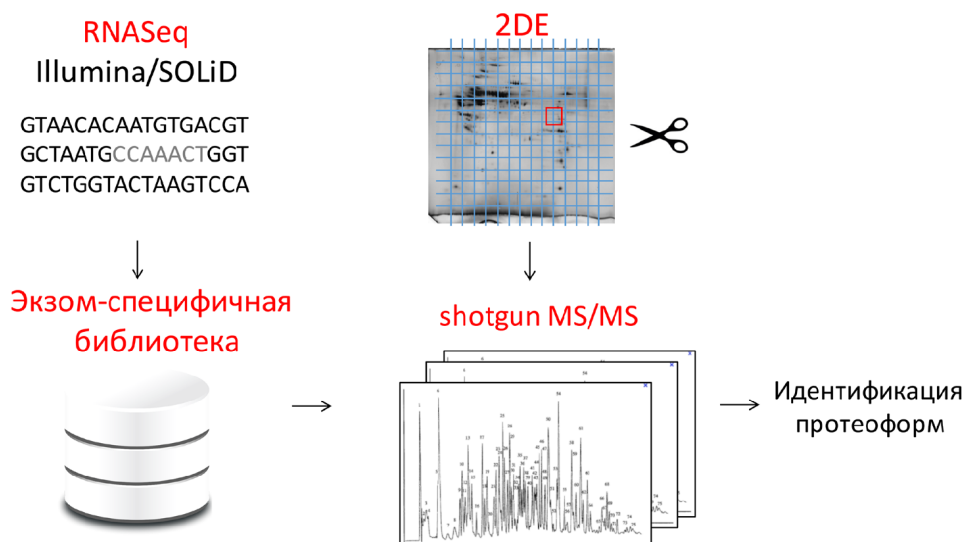 RNASeq
Illumina/SOLiD
GTAACACAATGTGACGT
GCTAATGCCAAACTGGT
GTCTGGTACTAAGTCCA
2DE
Экзом-специфичная
библиотека
shotgun MS/MS
Идентификация
протеоформ